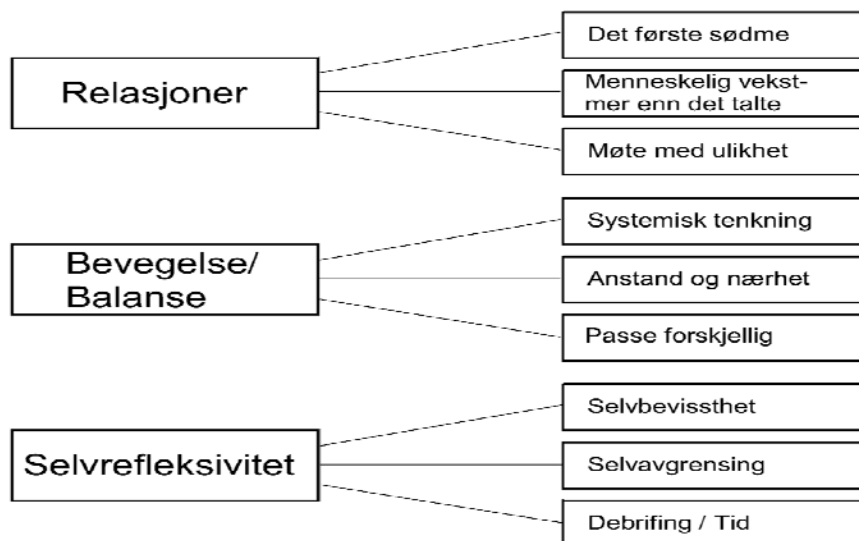 Relasjoner
Det første sødme
Menneskelig vekst-
mer enn det talte
Møte med ulikhet
Bevegelse/
Balanse
Systemisk tenkning
Anstand og nærhet
Passe forskjellig
Selvrefleksivitet
Selvbevissthet
Selvavgrensing
Debrifing / Tid